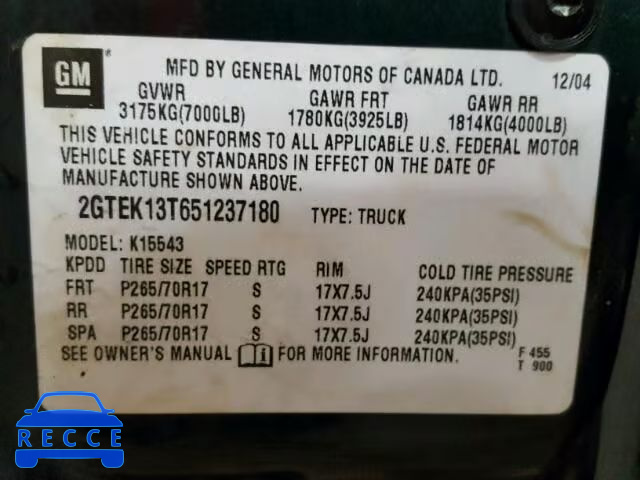 GM ®
MFD BY GENERAL MOTORS OF CANADA LTD. 12/04
GVWR GAWR FRT GAWR RR
3175KG(7000LB) 1780KG(3925LB) 1814KG(4000LB)
THIS VEHICLE CONFORMS TO ALL APPLICABLE U.S. FEDERAL MOTOR
VEHICLE SAFETY STANDARDS IN EFFECT ON THE DATE OF
MANUFACTURE SHOWN ABOVE.
2GTEK13T651237180 TYPE: TRUCK
MODEL: K15543
KPDD TIRE SIZE SPEED RTG RIM COLD TIRE PRESSURE
FRT P265/70R17 S 17X7.5J 240KPA(35PSI)
RR P265/70R17 S 17X7.5J 240KPA(35PSI)
SPA P265/70R17 S 17X7.5J 240KPA(35PSI)
SEE OWNER'S MANUAL FOR MORE INFORMATION.
F 455
T 900
RECCE